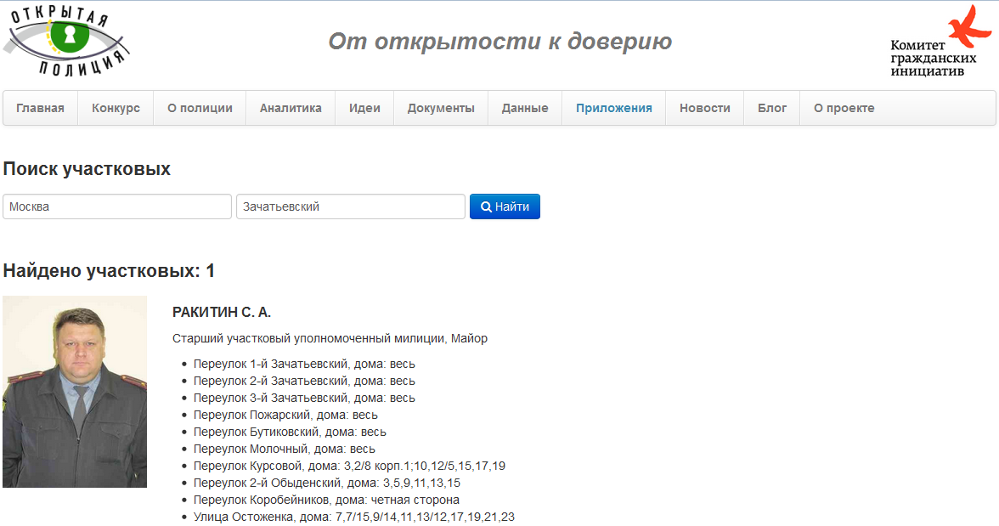 ОТКРЫТАЯ
ПОЛИЦИЯ
От открытости к доверию
Комитет
гражданских
инициатив
Главная Конкурс О полиции Аналитика Идеи Документы Данные Приложения Новости Блог О проекте
Поиск участковых
Москва Зачатьевский Найти
Найдено участковых: 1
РАКИТИН С. А.
Старший участковый уполномоченный милиции, Майор
• Переулок 1-й Зачатьевский, дома: весь
• Переулок 2-й Зачатьевский, дома: весь
• Переулок 3-й Зачатьевский, дома: весь
• Переулок Пожарский, дома: весь
• Переулок Бутиковский, дома: весь
• Переулок Молочный, дома: весь
• Переулок Курсовой, дома: 3,2/8 корп.1;10,12/5,15,17,19
• Переулок 2-й Обыденский, дома: 3,5,9,11,13,15
• Переулок Коробейников, дома: четная сторона
• Улица Остоженка, дома: 7,7/15,9/14,11,13/12,17,19,21,23